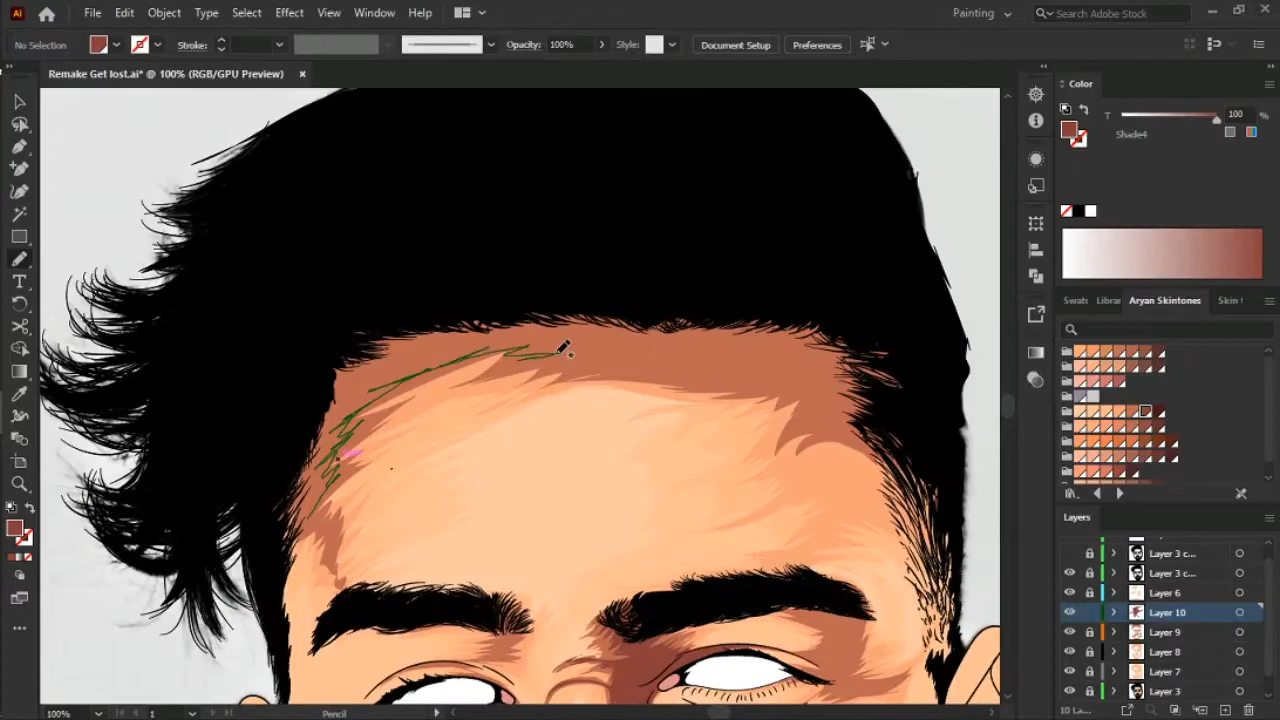 Ai File Edit Object Type Select Effect View Window Help Painting Search Adobe Stock
No Selection Stroke: Opacity: 100% Style: Document Setup Preferences
Remake Get lost.ai* @ 100% (RGB/GPU Preview)
Color
T 100 %
Shade4
Swatc Librar Aryan Skintones Skin
Layers
Layer 3 c...
Layer 3 c...
Layer 6
Layer 10
Layer 9
Layer 8
Layer 7
Layer 3
100% 1 Pencil 10 La...